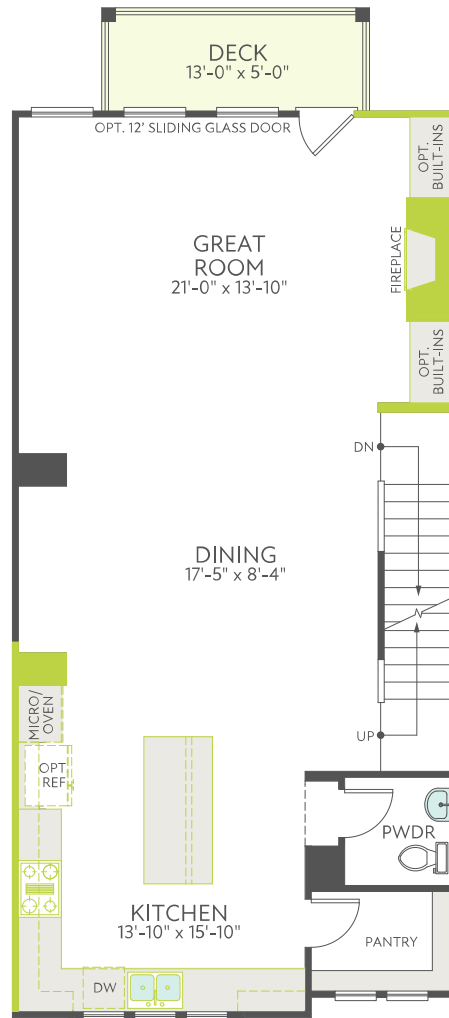 DECK
13'-0" x 5'-0"
OPT. 12' SLIDING GLASS DOOR
OPT.
BUILT-INS
GREAT
ROOM
21'-0" x 13'-10"
FIREPLACE
OPT.
BUILT-INS
DN
DINING
17'-5" x 8'-4"
MICRO/
OVEN
UP
OPT.
REF.
PWDR
KITCHEN
13'-10" x 15'-10"
PANTRY
DW